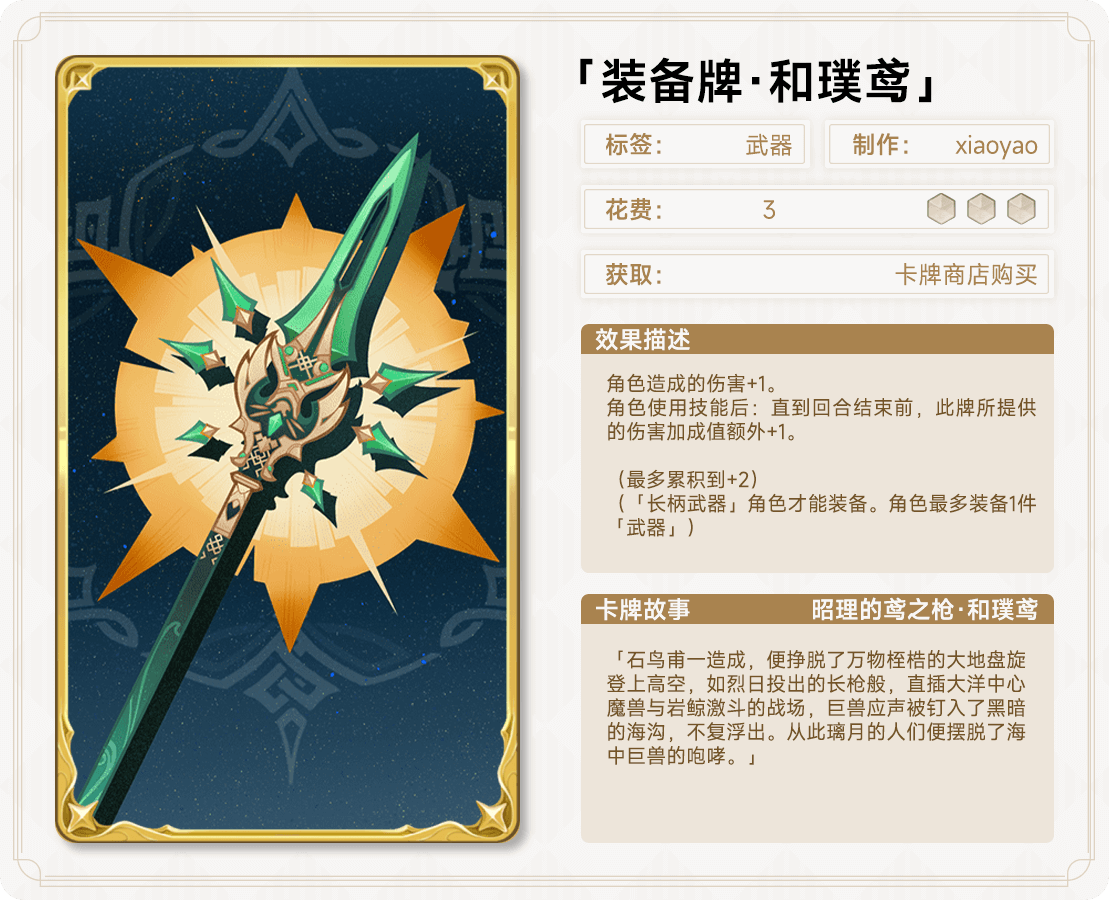 「装备牌·和璞鸢」
标签： 武器 制作： xiaoyao
花费： 3
获取： 卡牌商店购买
效果描述
角色造成的伤害+1。
角色使用技能后：直到回合结束前，此牌所提供
的伤害加成值额外+1。
（最多累积到+2）
（「长柄武器」角色才能装备。角色最多装备1件
「武器」）
卡牌故事 昭理的鸢之枪·和璞鸢
「石鸟甫一造成，便挣脱了万物桎梏的大地盘旋
登上高空，如烈日投出的长枪般，直插大洋中心
魔兽与岩鲸激斗的战场，巨兽应声被钉入了黑暗
的海沟，不复浮出。从此璃月的人们便摆脱了海
中巨兽的咆哮。」